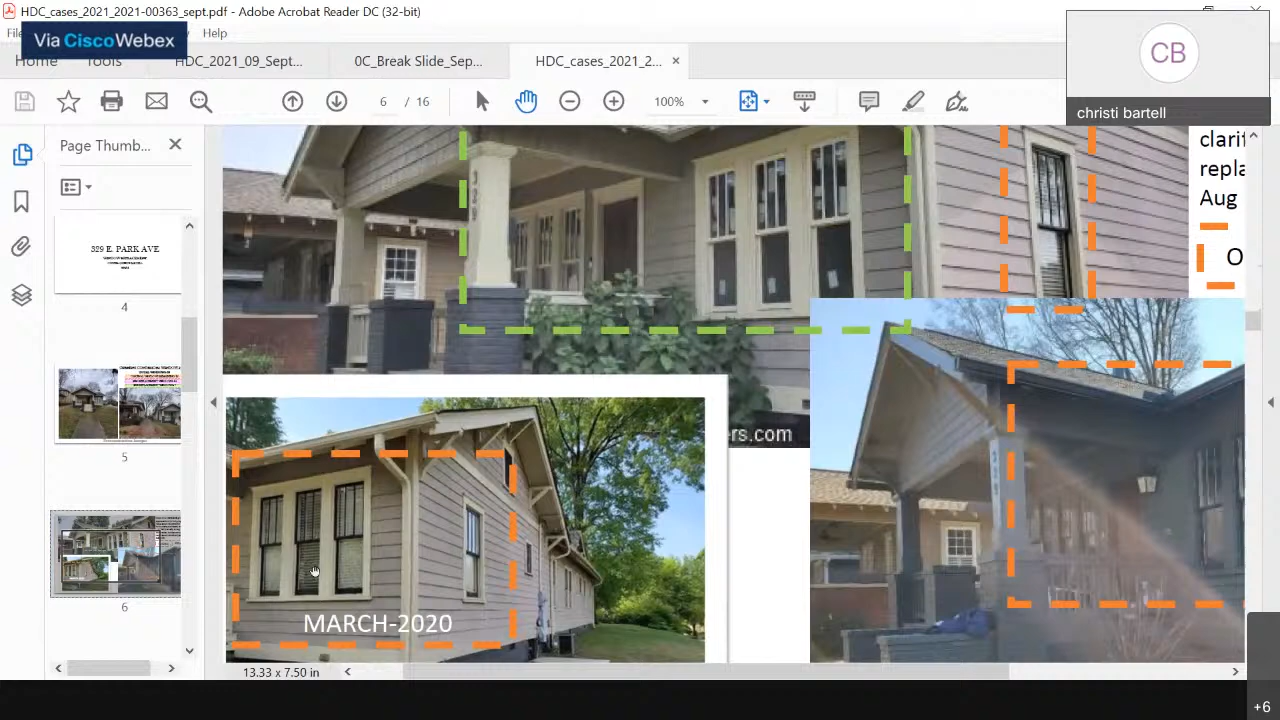 HDC_cases_2021_2021-00363_sept.pdf - Adobe Acrobat Reader DC (32-bit)
Help
Via Cisco Webex
Home
Tools
HDC_2021_09_Sept...
0C_Break Slide_Sep...
HDC_cases_2021_2... ×
CB
christi bartell
6 / 16
100%
Page Thumb...
329 E. PARK AVE
4
5
6
clarif
repla
Aug
O
ers.com
MARCH-2020
13.33 x 7.50 in
+6